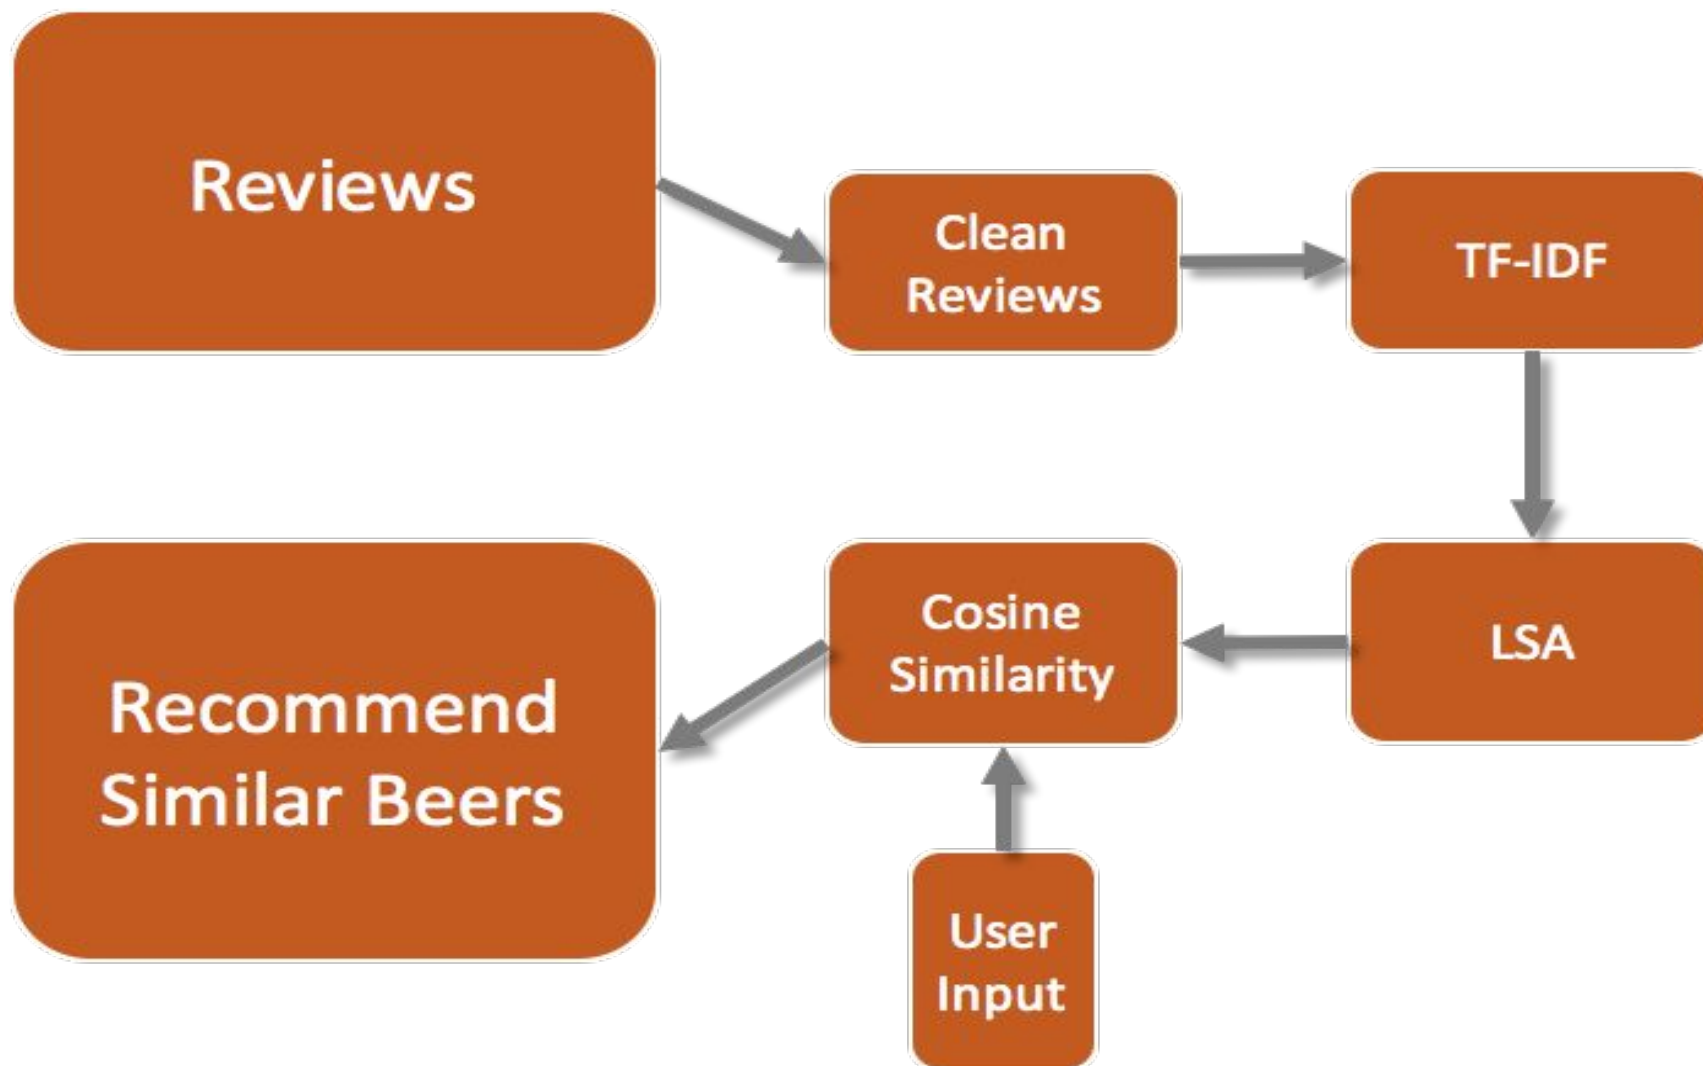 Reviews
Clean
Reviews
TF-IDF
LSA
Cosine
Similarity
Recommend
Similar Beers
User
Input